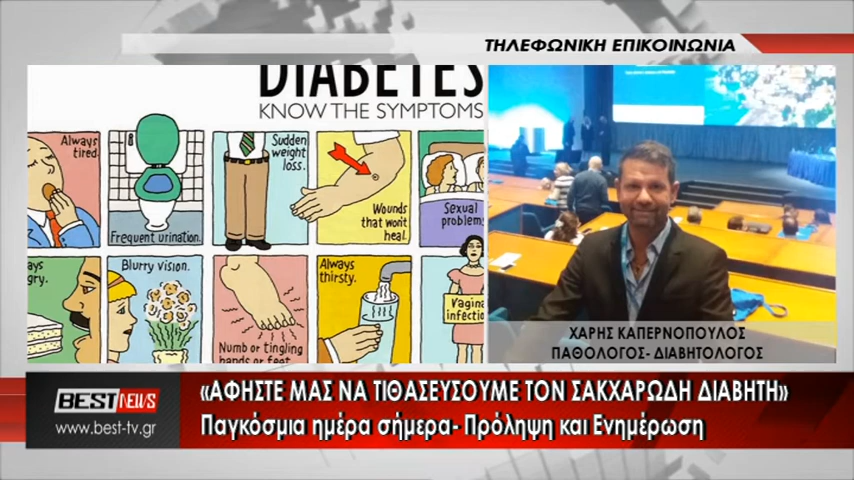 ΤΗΛΕΦΩΝΙΚΗ ΕΠΙΚΟΙΝΩΝΙΑ
DIABETES
KNOW THE SYMPTOMS
Always
tired.
Frequent urination.
Sudden
weight
loss.
Wounds
that won't
heal.
Sexual
problem
Blurry vision.
Numb or tingling
hands or feet
Always
thirsty.
Vagina
infectio
ΧΑΡΗΣ ΚΑΠΕΡΝΟΠΟΥΛΟΣ
ΠΑΘΟΛΟΓΟΣ- ΔΙΑΒΗΤΟΛΟΓΟΣ
BEST NEWS
www.best-tv.gr
«ΑΦΗΣΤΕ ΜΑΣ ΝΑ ΤΙΘΑΣΕΥΣΟΥΜΕ ΤΟΝ ΣΑΚΧΑΡΩΔΗ ΔΙΑΒΗΤΗ»
Παγκόσμια ημέρα σήμερα- Πρόληψη και Ενημέρωση